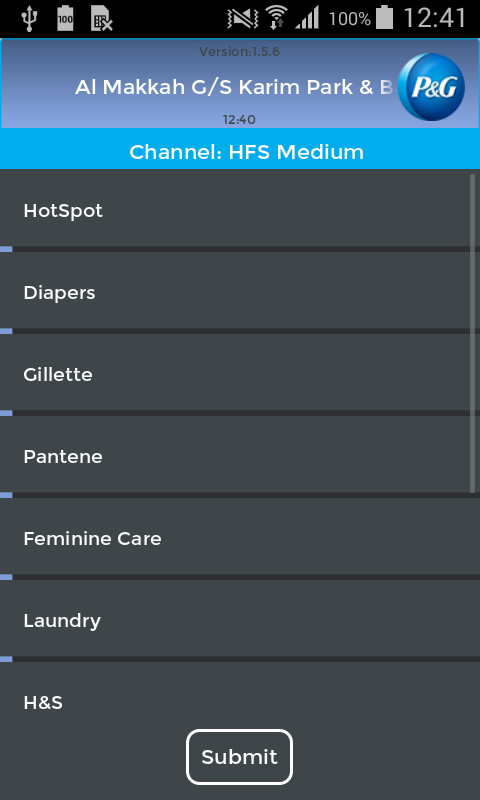 100
100%
12:41
Version:1.5.6
Al Makkah G/S Karim Park & B
P&G
12:40
Channel: HFS Medium
HotSpot
Diapers
Gillette
Pantene
Feminine Care
Laundry
H&S
Submit